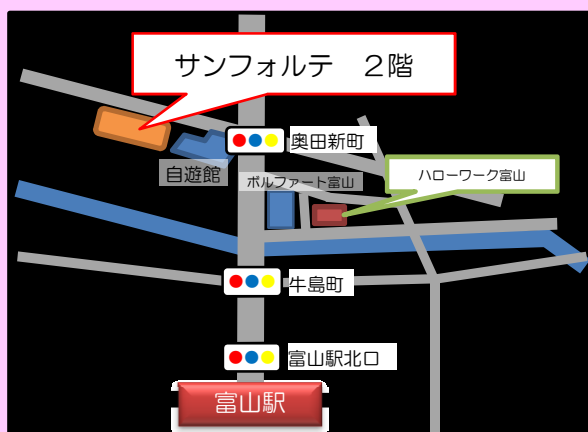 サンフォルテ　２階
奥田新町
自遊館
ボルファート富山
ハローワーク富山
牛島町
富山駅北口
富山駅